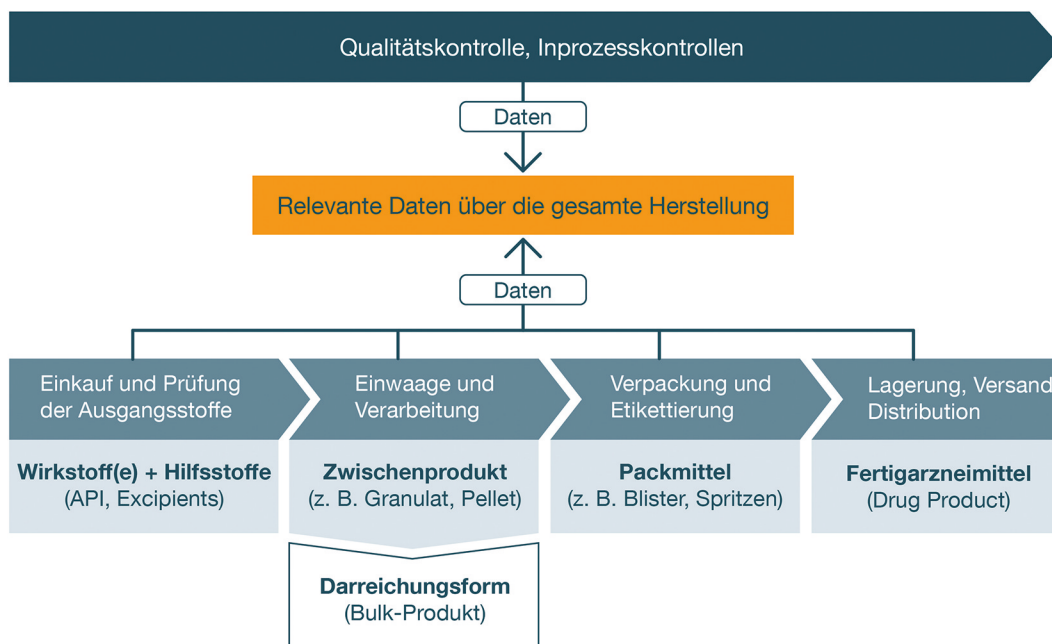 Qualitätskontrolle, Inprozesskontrollen
Daten
Relevante Daten über die gesamte Herstellung
Daten
Einkauf und Prüfung
der Ausgangsstoffe
Einwaage und
Verarbeitung
Verpackung und
Etikettierung
Lagerung, Versand
Distribution
Wirkstoff(e) + Hilfsstoffe
(API, Excipients)
Zwischenprodukt
(z. B. Granulat, Pellet)
Packmittel
(z. B. Blister, Spritzen)
Fertigarzneimittel
(Drug Product)
Darreichungsform
(Bulk-Produkt)